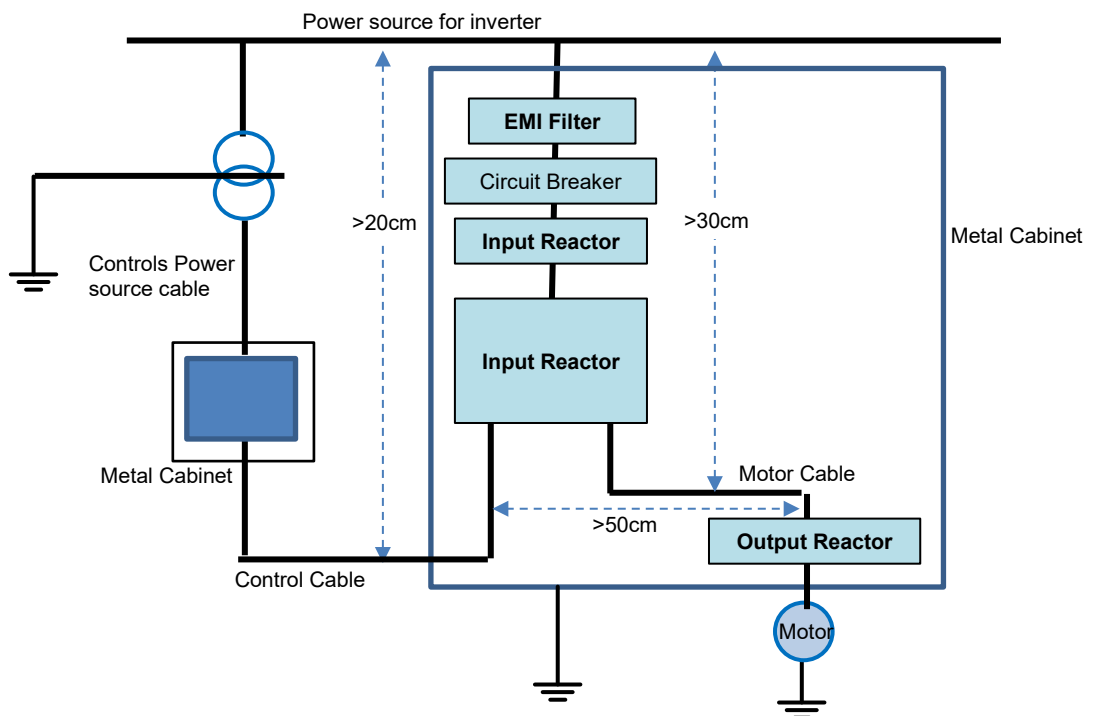 Power source for inverter
EMI Filter
Circuit Breaker
>20cm
>30cm
Input Reactor
Metal Cabinet
Controls Power
source cable
Input Reactor
Metal Cabinet
Motor Cable
>50cm
Output Reactor
Control Cable
Motor